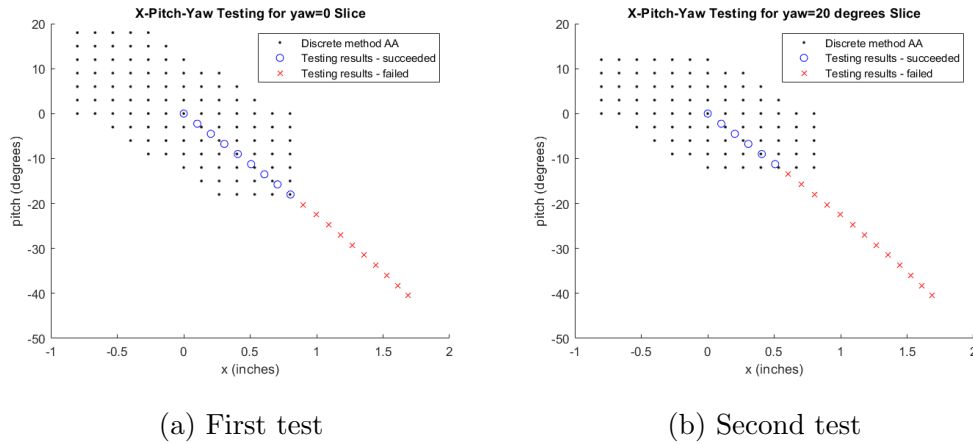 X-Pitch-Yaw Testing for yaw=0 Slice
20
10
0
-10
-20
-30
-40
-50
pitch (degrees)
-1
-0.5
0
0.5
1
1.5
2
x (inches)
Discrete method AA
Testing results - succeeded
Testing results - failed
(a) First test
X-Pitch-Yaw Testing for yaw=20 degrees Slice
20
10
0
-10
-20
-30
-40
-50
pitch (degrees)
-1
-0.5
0
0.5
1
1.5
2
x (inches)
Discrete method AA
Testing results - succeeded
Testing results - failed
(b) Second test